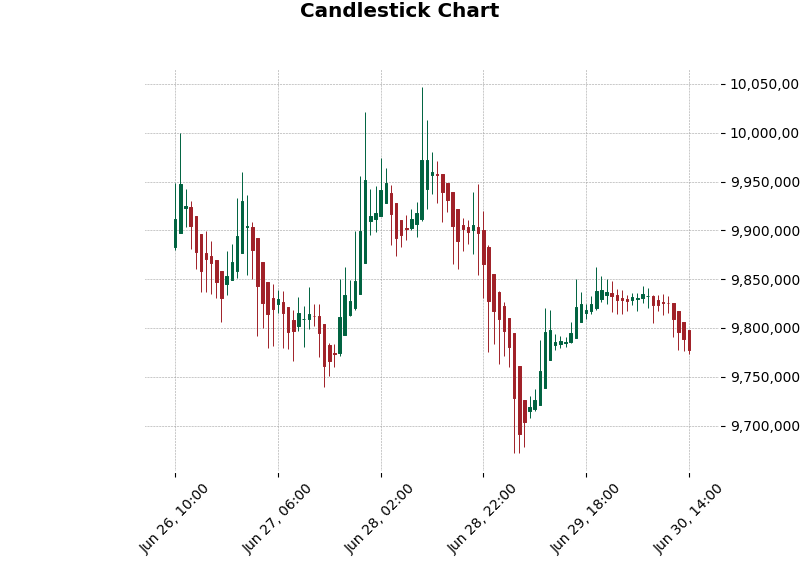 Candlestick Chart
10,050,00
10,000,00
9,950,000
9,900,000
9,850,000
9,800,000
9,750,000
9,700,000
Jun 26, 10:00
Jun 27, 06:00
Jun 28, 02:00
Jun 28, 22:00
Jun 29, 18:00
Jun 30, 14:00